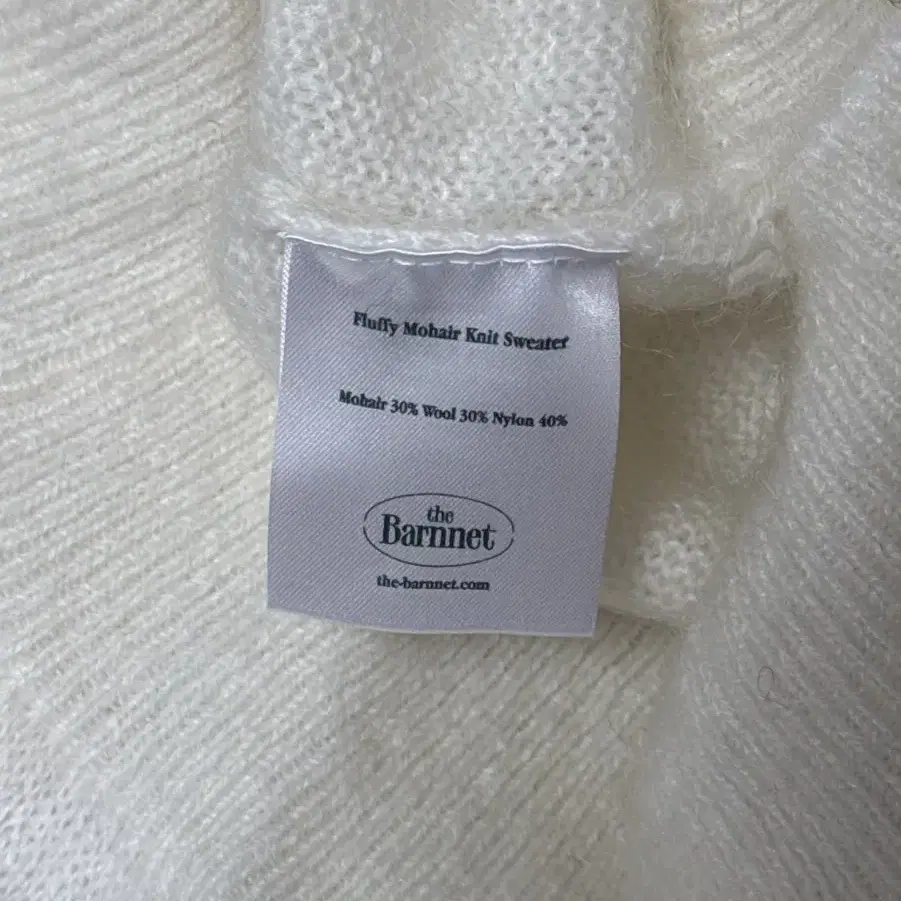 Fluffy Mohair Knit Sweater
Mohair 30% Wool 30% Nylon 40%
the
Barnnet
the-barnnet.com